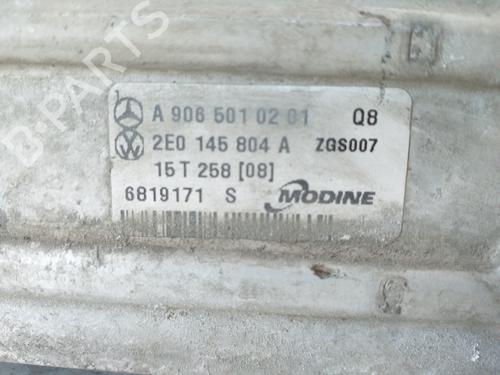 B-PARTS
A 906 501 02 01 Q8
2E0 145 804 A ZGS007
15 T 258 [08]
6819171 S MODINE